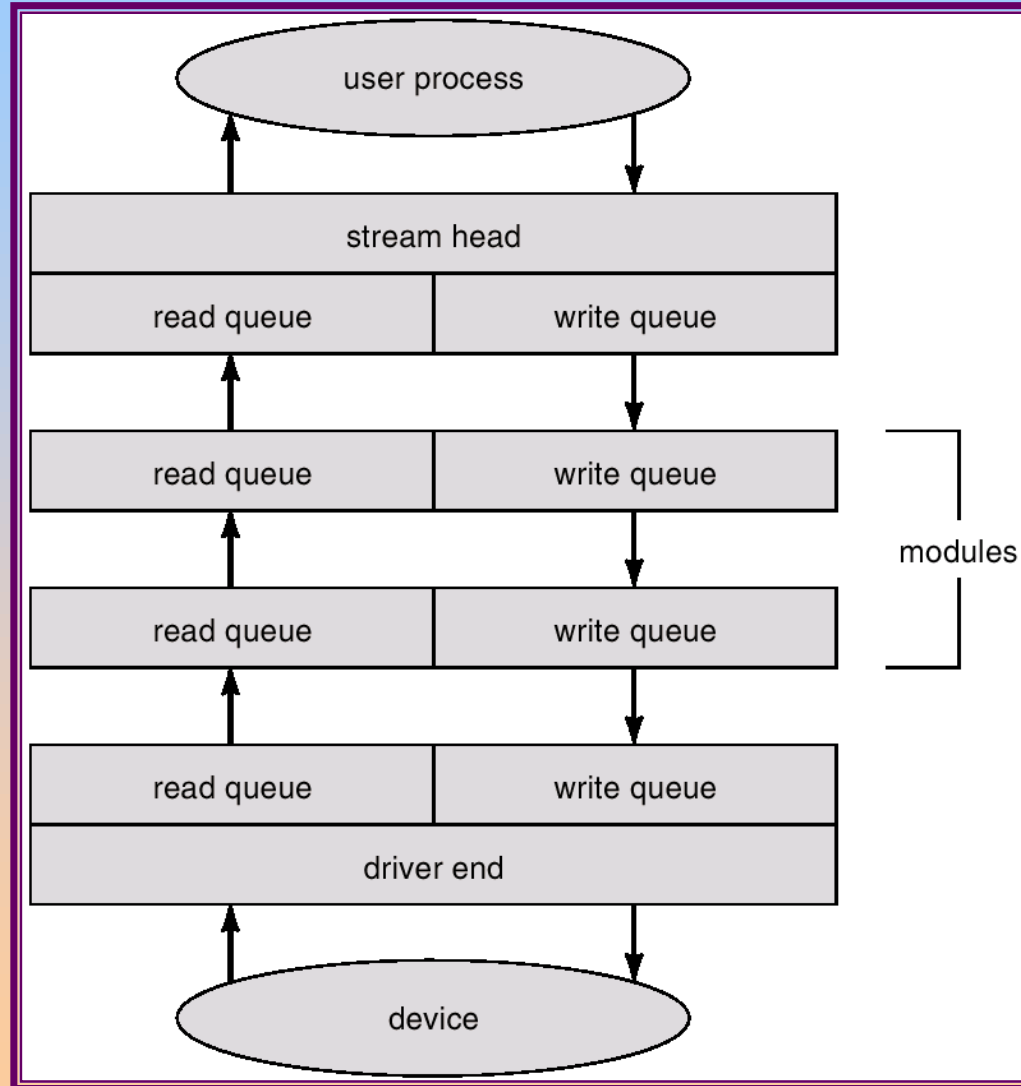 user process
stream head
read queue write queue
read queue write queue
modules
read queue write queue
read queue write queue
driver end
device